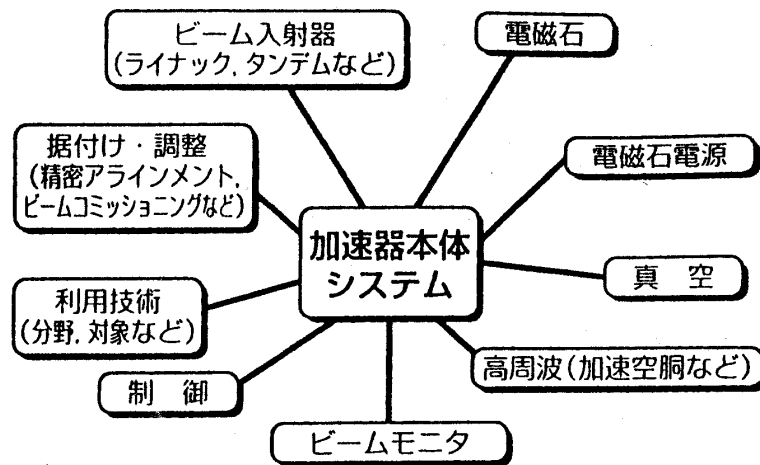 ビーム入射器
(ライナック,タンデムなど)
電磁石
据付け・調整
(精密アラインメント,
ビームコミッショニングなど)
電磁石電源
加速器本体
システム
真　空
利用技術
(分野,対象など)
高周波(加速空胴など)
制　御
ビームモニタ